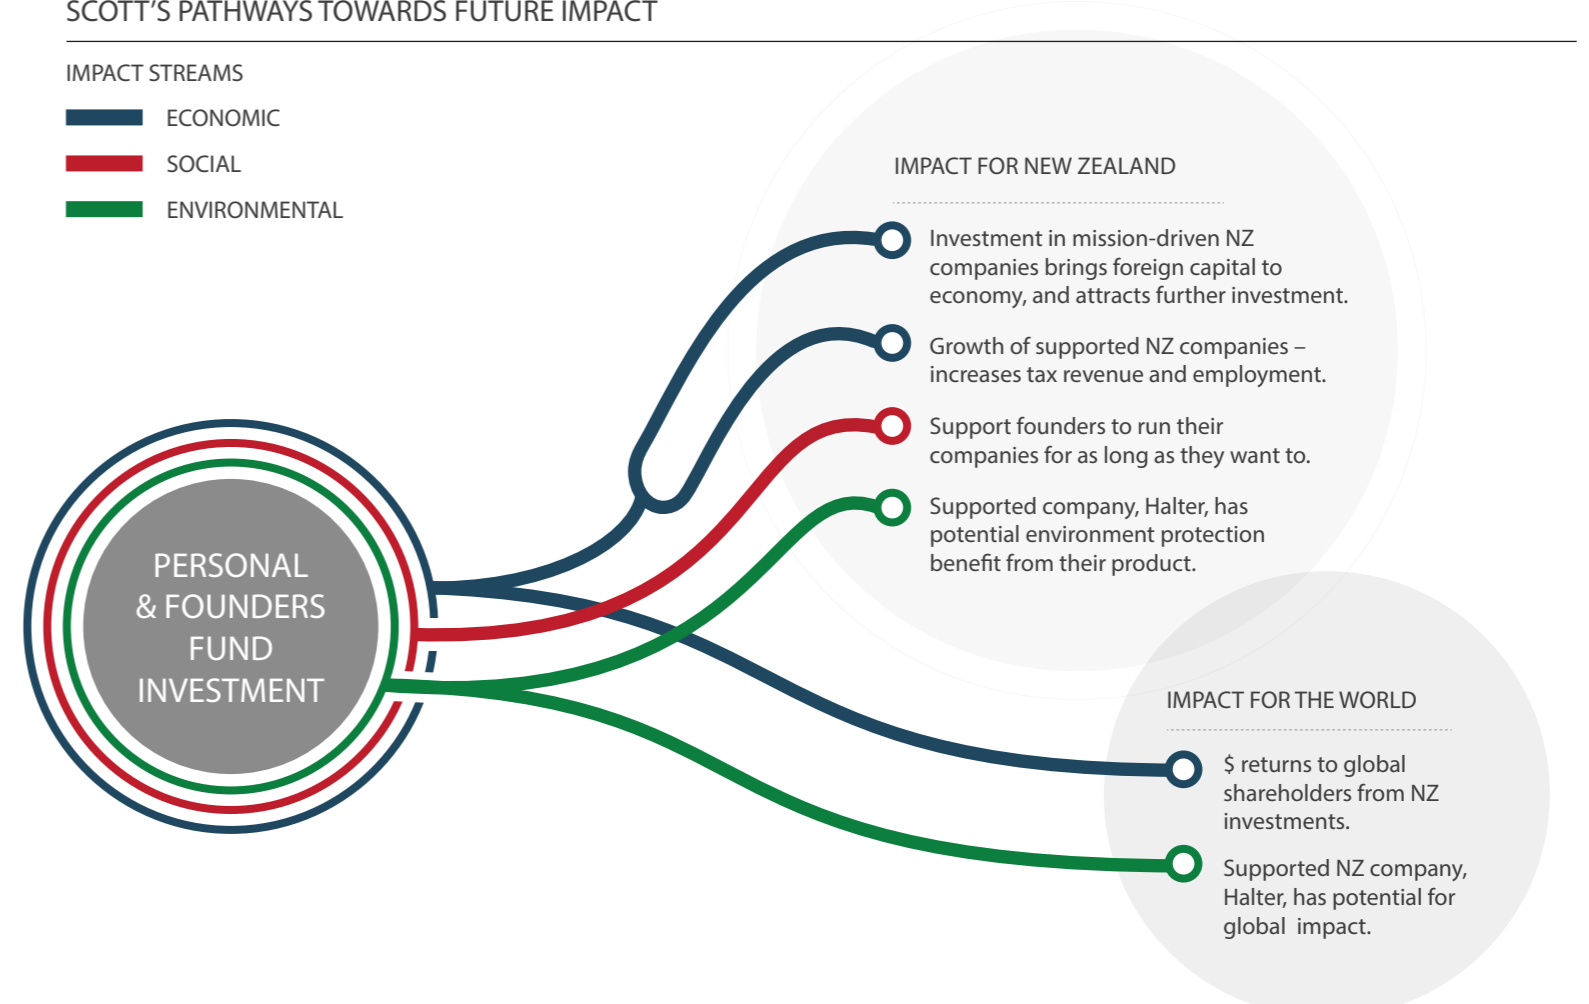 SCOTT'S PATHWAYS TOWARDS FUTURE IMPACT
IMPACT STREAMS
ECONOMIC
SOCIAL
ENVIRONMENTAL
PERSONAL
& FOUNDERS
FUND
INVESTMENT
IMPACT FOR NEW ZEALAND
Investment in mission-driven NZ
companies brings foreign capital to
economy, and attracts further investment.
Growth of supported NZ companies –
increases tax revenue and employment.
Support founders to run their
companies for as long as they want to.
Supported company, Halter, has
potential environment protection
benefit from their product.
IMPACT FOR THE WORLD
$ returns to global
shareholders from NZ
investments.
Supported NZ company,
Halter, has potential for
global impact.